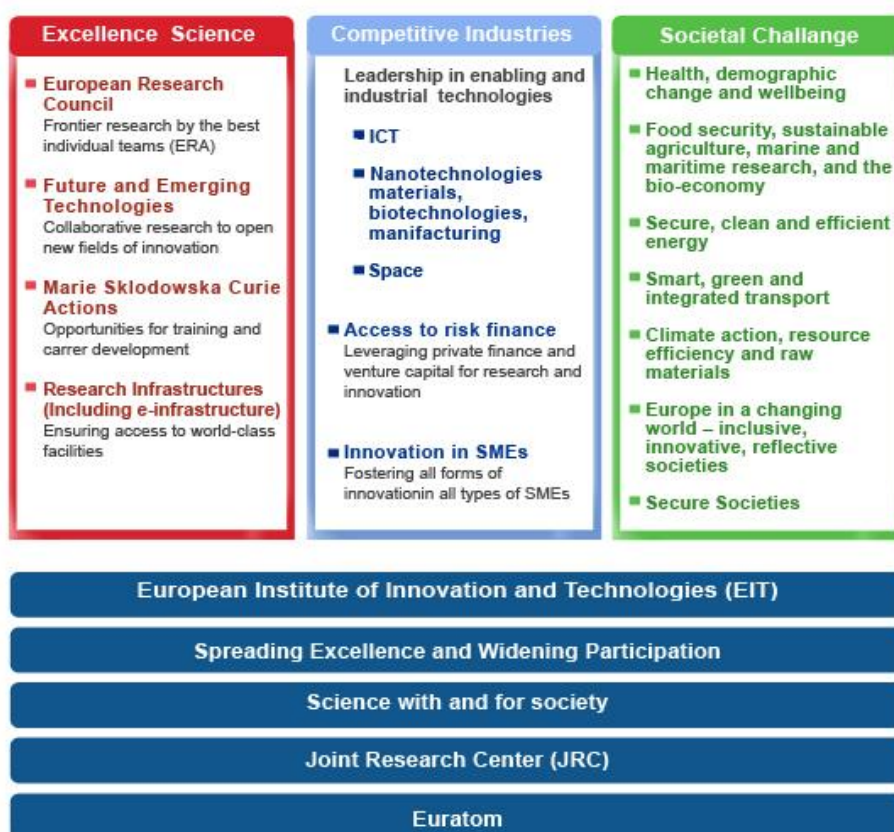 Excellence Science
European Research
Council
Frontier research by the best
individual teams (ERA)
Future and Emerging
Technologies
Collaborative research to open
new fields of innovation
Marie Sklodowska Curie
Actions
Opportunities for training and
carrer development
Research Infrastructures
(Including e-infrastructure)
Ensuring access to world-class
facilities
Competitive Industries
Leadership in enabling and
industrial technologies
ICT
Nanotechnologies
materials,
biotechnologies,
manifacturing
Space
Access to risk finance
Leveraging private finance and
venture capital for research and
innovation
Innovation in SMEs
Fostering all forms of
innovationin all types of SMEs
Societal Challange
Health, demographic
change and wellbeing
Food security, sustainable
agriculture, marine and
maritime research, and the
bio-economy
Secure, clean and efficient
energy
Smart, green and
integrated transport
Climate action, resource
efficiency and raw
materials
Europe in a changing
world – inclusive,
innovative, reflective
societies
Secure Societies
European Institute of Innovation and Technologies (EIT)
Spreading Excellence and Widening Participation
Science with and for society
Joint Research Center (JRC)
Euratom